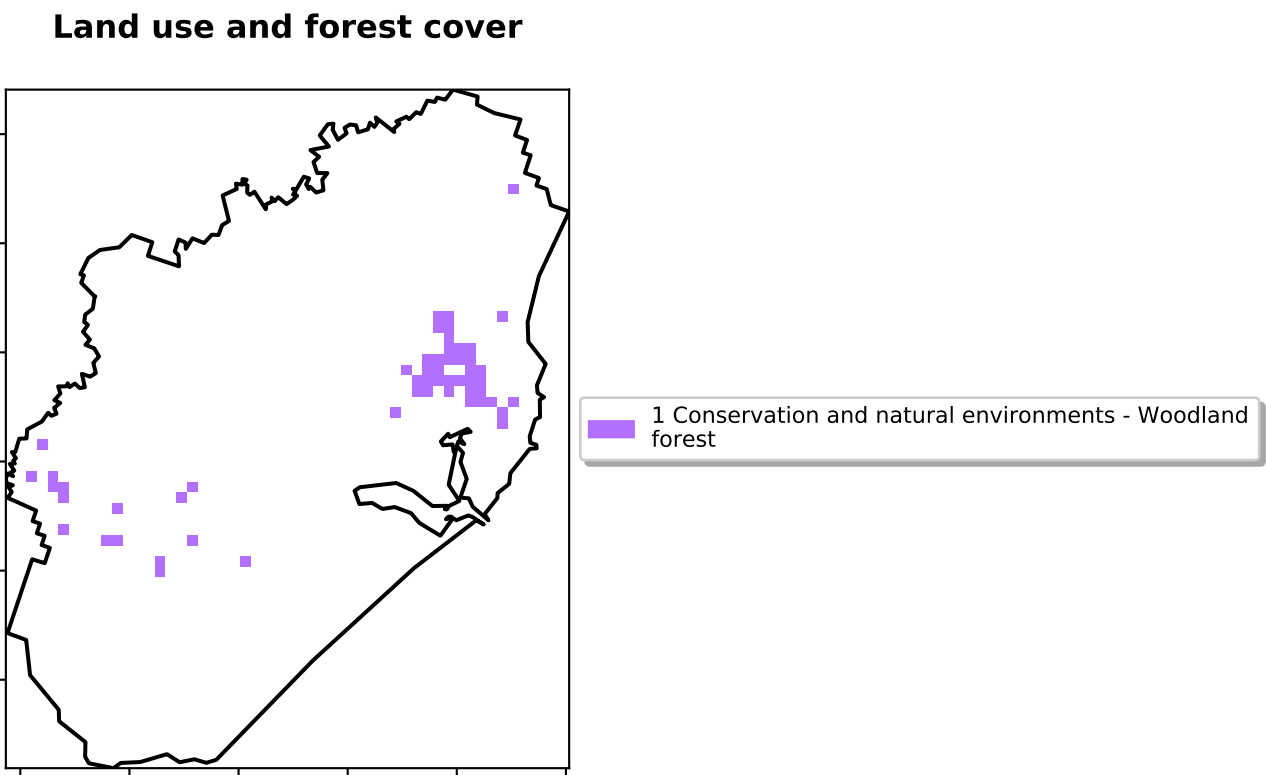 Land use and forest cover
1 Conservation and natural environments - Woodland
forest